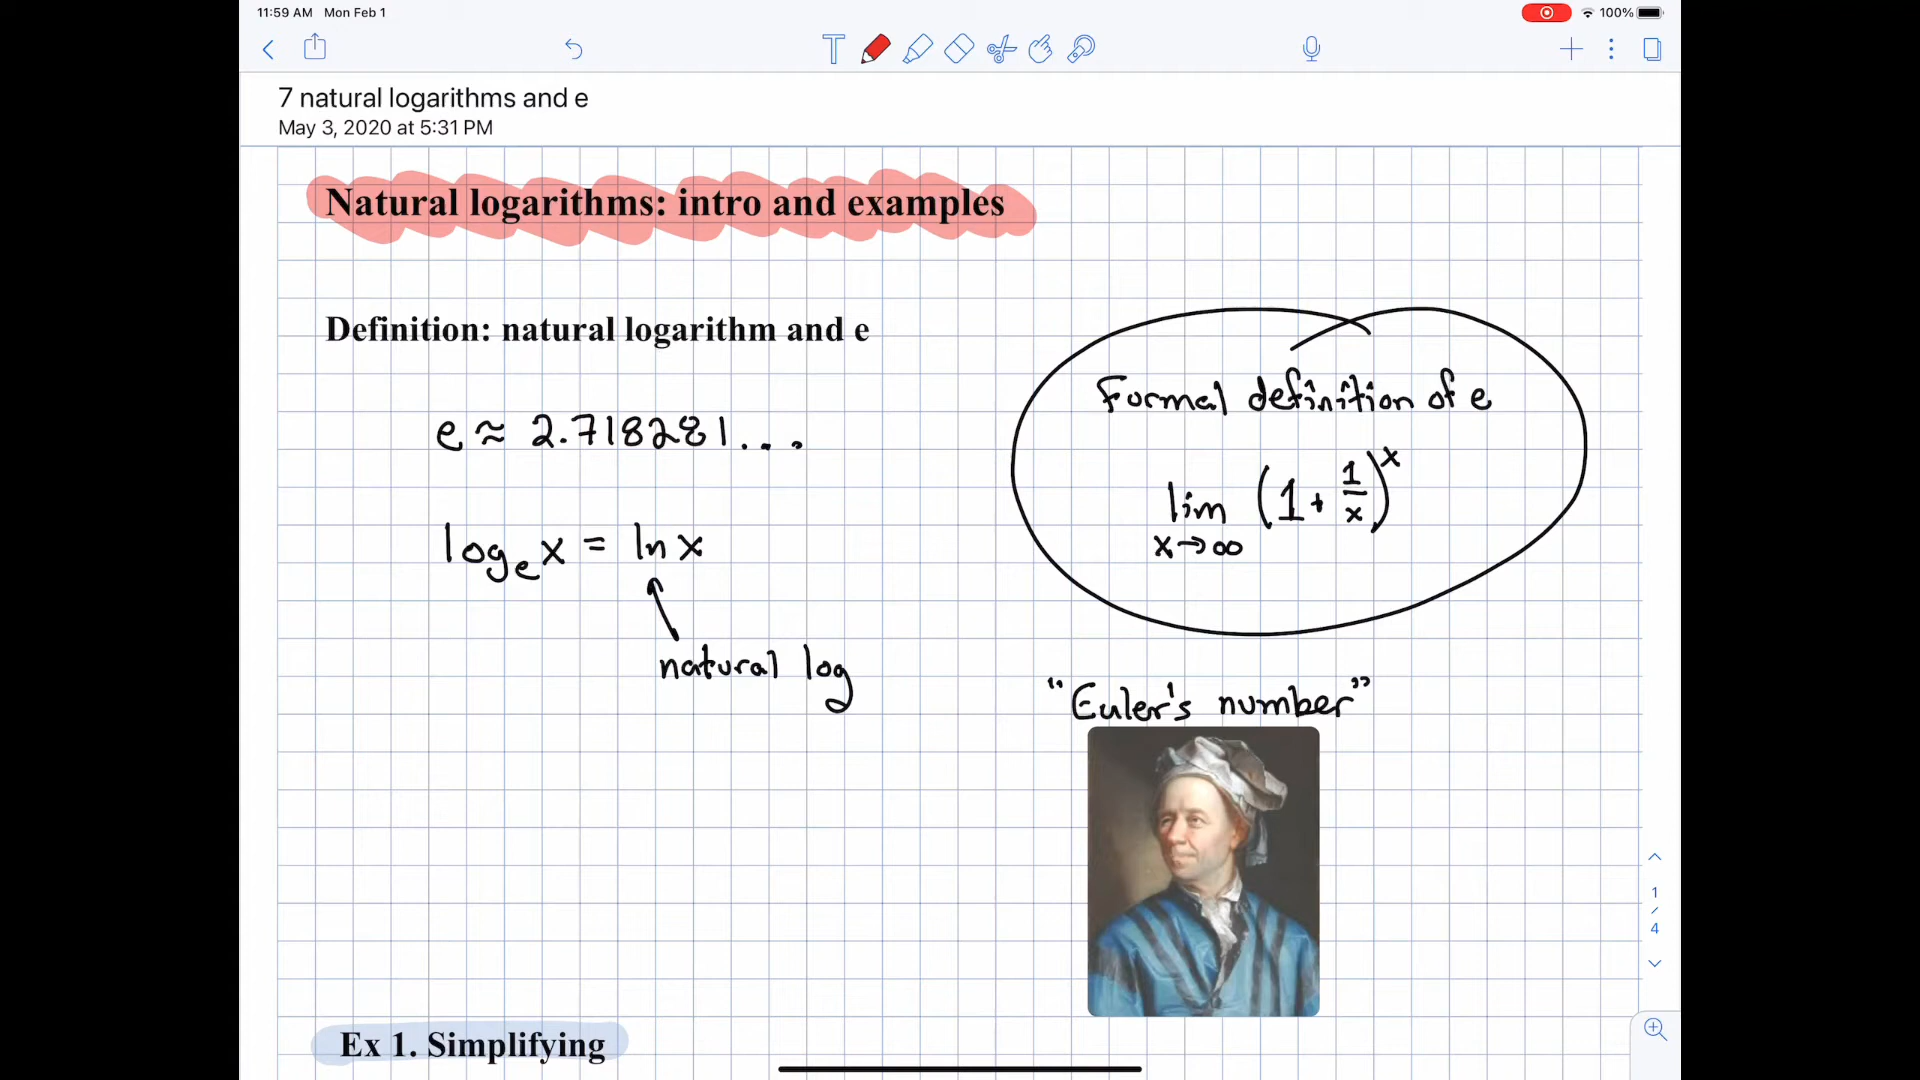 11:59 AM Mon Feb 1
100%
7 natural logarithms and e
May 3, 2020 at 5:31 PM
Natural logarithms: intro and examples
Definition: natural logarithm and e
e ≈ 2.718281...
logₑ x = ln x
natural log
Formal definition of e
lim (1 + 1/x)^x
x→∞
"Euler's number"
1
/
4
Ex 1. Simplifying